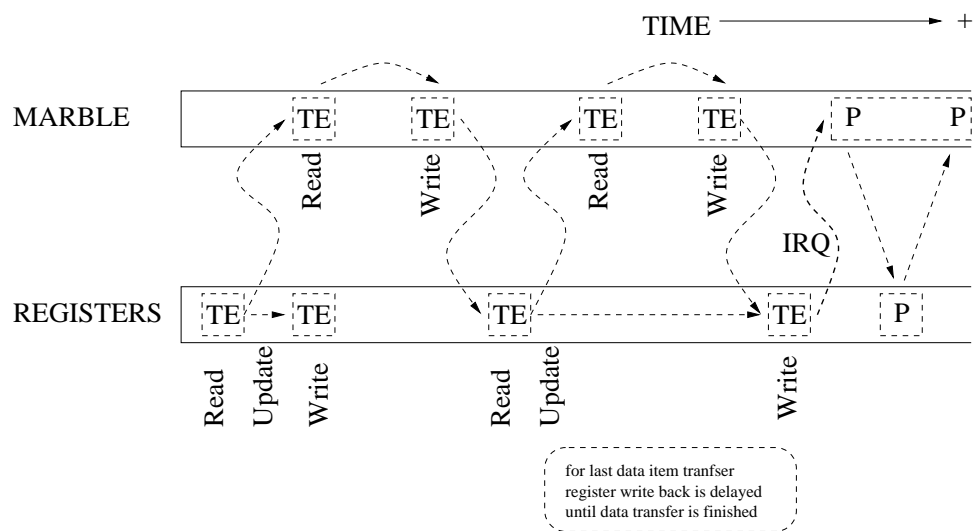 TIME +
MARBLE TE TE TE TE P P
Read Write Read Write
IRQ
REGISTERS TE TE TE TE P
Read Update Write Read Update Write
for last data item tranfser
register write back is delayed
until data transfer is finished